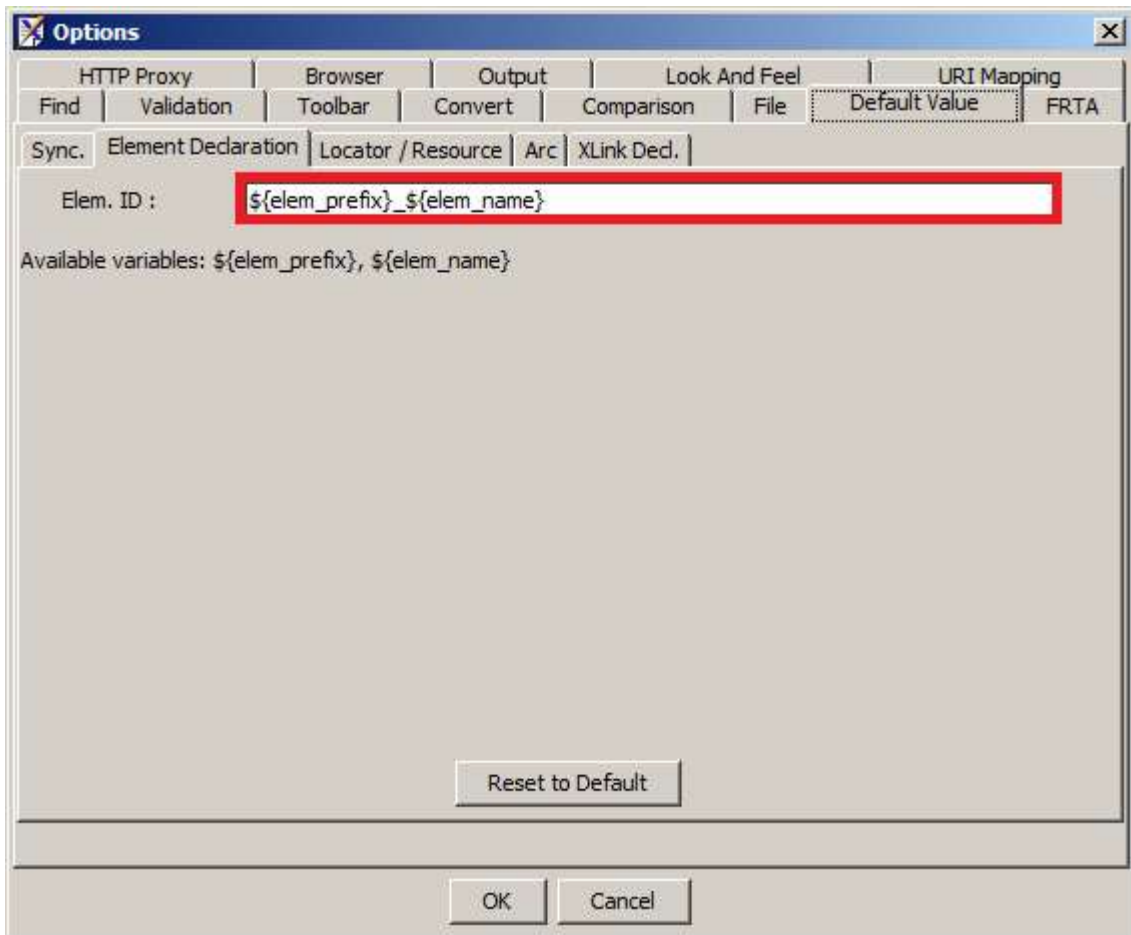 Options
HTTP Proxy Browser Output Look And Feel URI Mapping
Find Validation Toolbar Convert Comparison File Default Value FRTA
Sync. Element Declaration Locator / Resource Arc XLink Decl.
Elem. ID : ${elem_prefix}_${elem_name}
Available variables: ${elem_prefix}, ${elem_name}
Reset to Default
OK Cancel